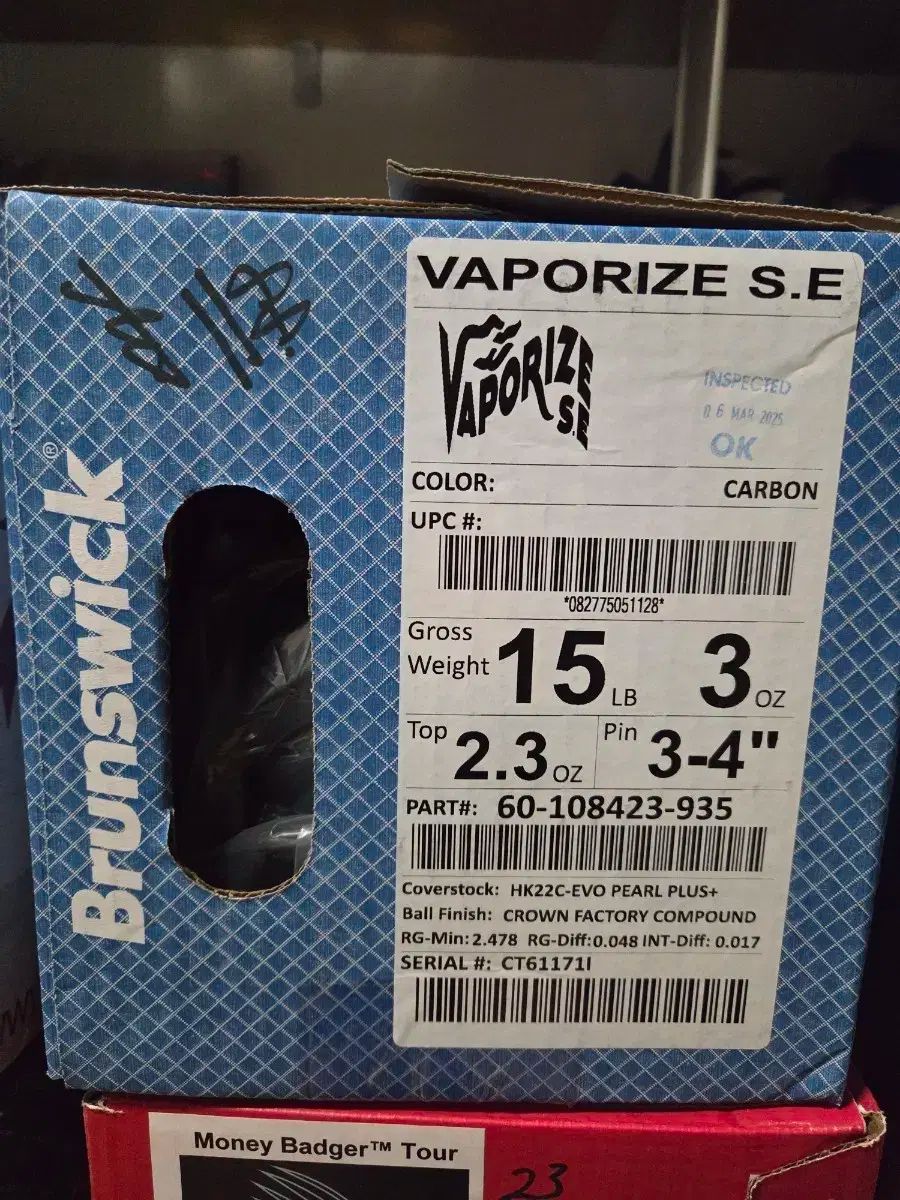 Brunswick®
VAPORIZE S.E
VAPORIZE
S.E
INSPECTED
06 MAR 2025
OK
COLOR: CARBON
UPC #:
*082775051128*
Gross
Weight 15 LB 3 OZ
Top 2.3 OZ Pin 3-4"
PART#: 60-108423-935
Coverstock: HK22C-EVO PEARL PLUS+
Ball Finish: CROWN FACTORY COMPOUND
RG-Min:2.478 RG-Diff:0.048 INT-Diff: 0.017
SERIAL #: CT61171I
Money Badger™ Tour
23